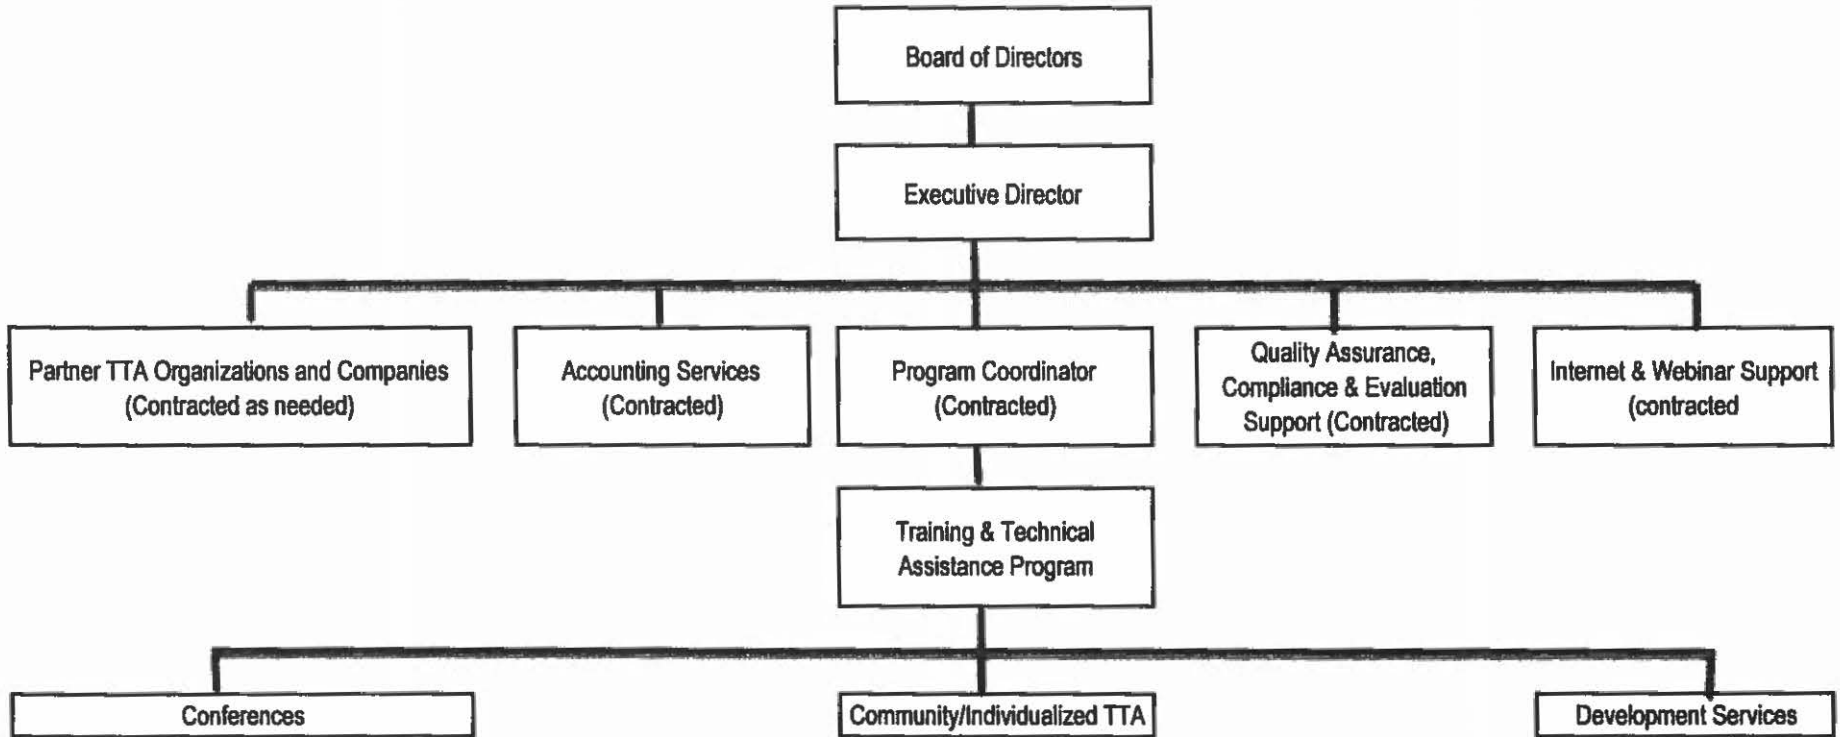 Board of Directors
Executive Director
Partner TTA Organizations and Companies
(Contracted as needed)
Accounting Services
(Contracted)
Program Coordinator
(Contracted)
Quality Assurance,
Compliance & Evaluation
Support (Contracted)
Internet & Webinar Support
(contracted
Training & Technical
Assistance Program
Conferences
Community/Individualized TTA
Development Services